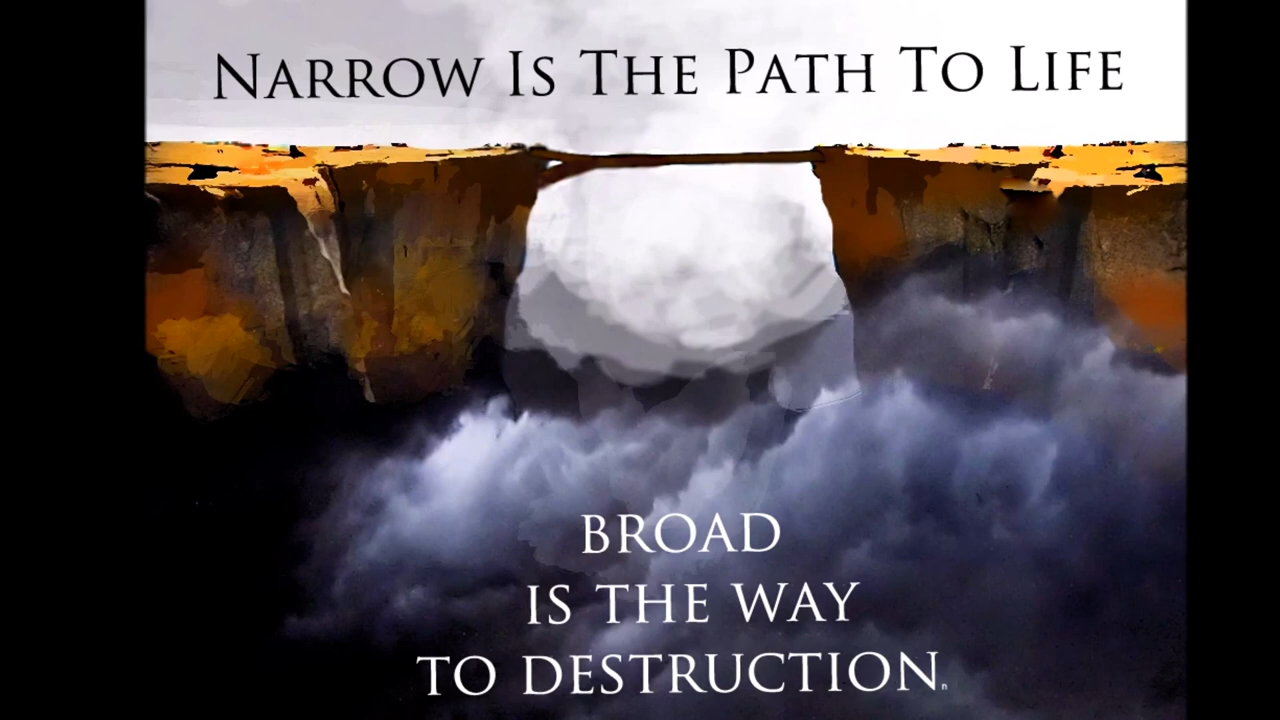 Narrow Is The Path To Life
BROAD
IS THE WAY
TO DESTRUCTION.